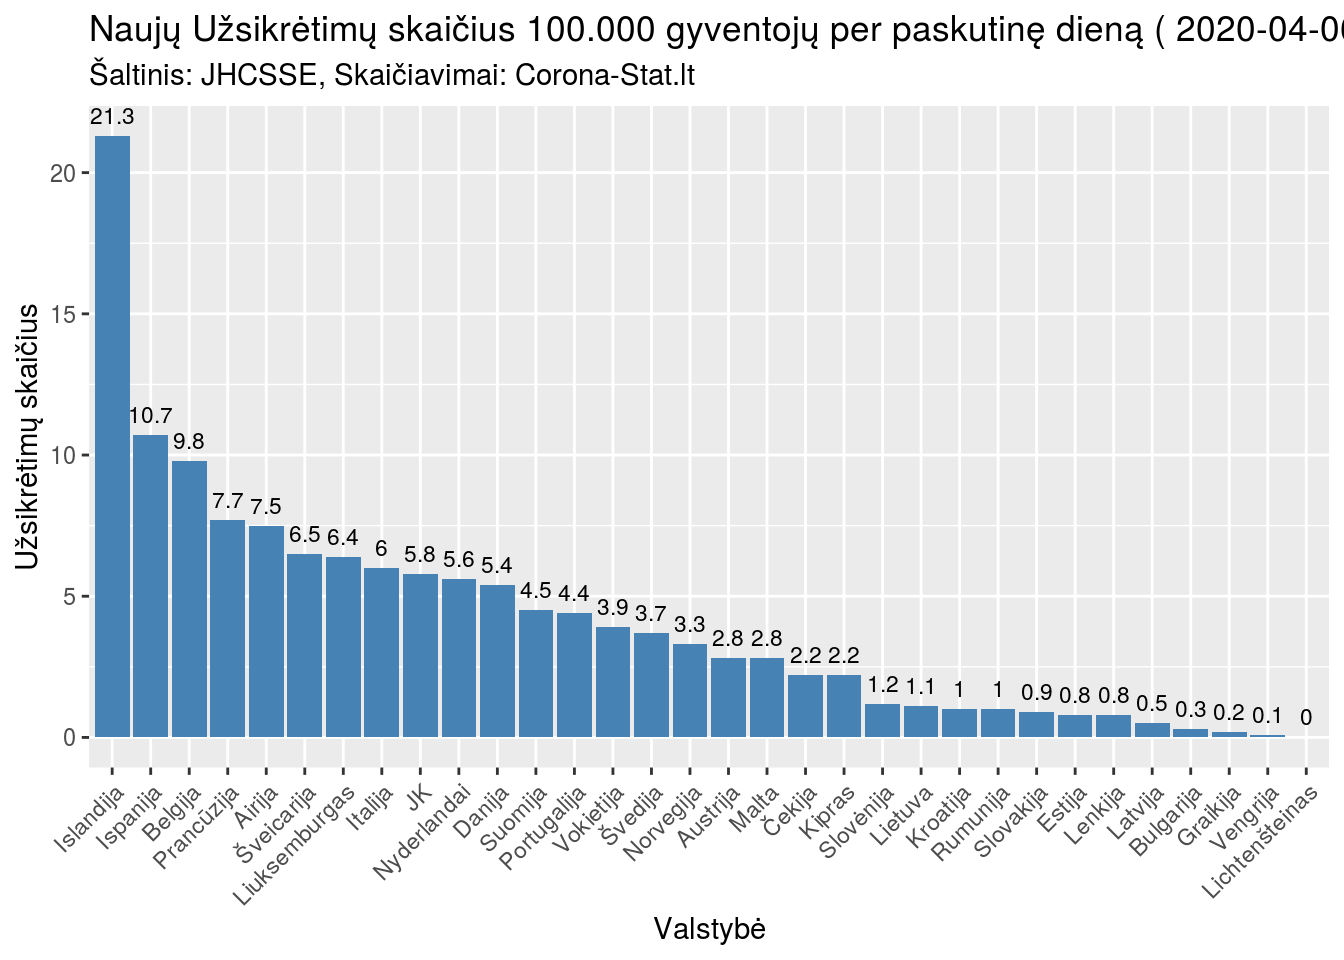 Naujų Užsikrėtimų skaičius 100.000 gyventojų per paskutinę dieną ( 2020-04-0
Šaltinis: JHCSSE, Skaičiavimai: Corona-Stat.lt
Užsikrėtimų skaičius
20
15
10
5
0
21.3
10.7
9.8
7.7
7.5
6.5
6.4
6
5.8
5.6
5.4
4.5
4.4
3.9
3.7
3.3
2.8
2.8
2.2
2.2
1.2
1.1
1
1
0.9
0.8
0.8
0.5
0.3
0.2
0.1
0
Islandija
Ispanija
Belgija
Prancūzija
Airija
Šveicarija
Liuksemburgas
Italija
JK
Nyderlandai
Danija
Suomija
Portugalija
Vokietija
Švedija
Norvegija
Austrija
Malta
Čekija
Kipras
Slovėnija
Lietuva
Kroatija
Rumunija
Slovakija
Estija
Lenkija
Latvija
Bulgarija
Graikija
Vengrija
Lichtenšteinas
Valstybė